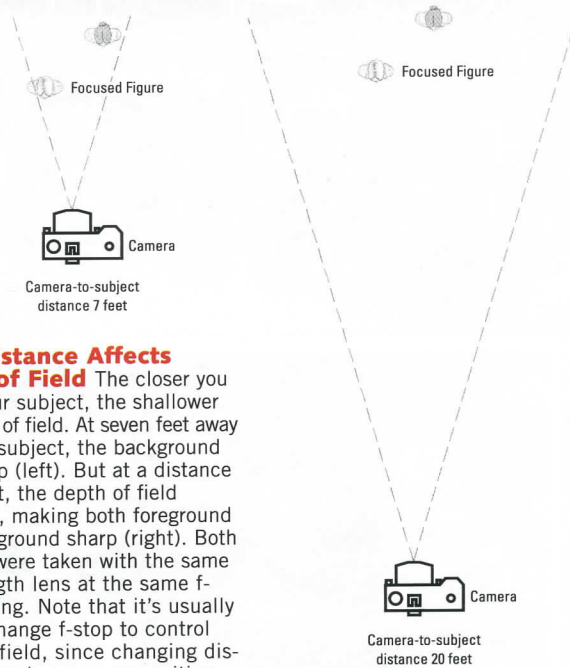 Focused Figure
Camera
Camera-to-subject
distance 7 feet
Focused Figure
Camera
Camera-to-subject
distance 20 feet
stance Affects
of Field The closer you
ur subject, the shallower
of field. At seven feet away
subject, the background
p (left). But at a distance
t, the depth of field
, making both foreground
ground sharp (right). Both
were taken with the same
gth lens at the same f-
ng. Note that it's usually
hange f-stop to control
field, since changing dis-